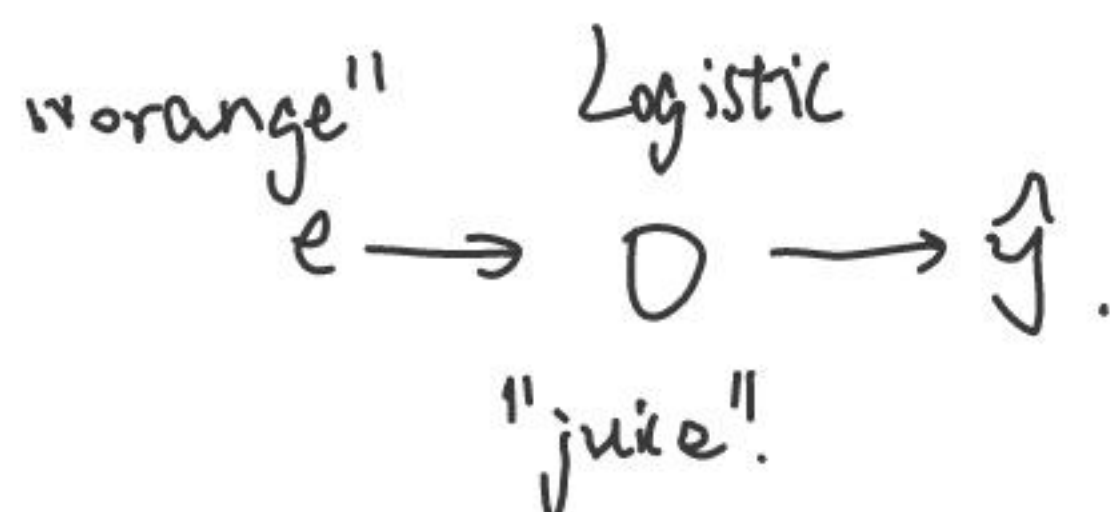 "orange" Logistic
e → O → ŷ.
"juice".